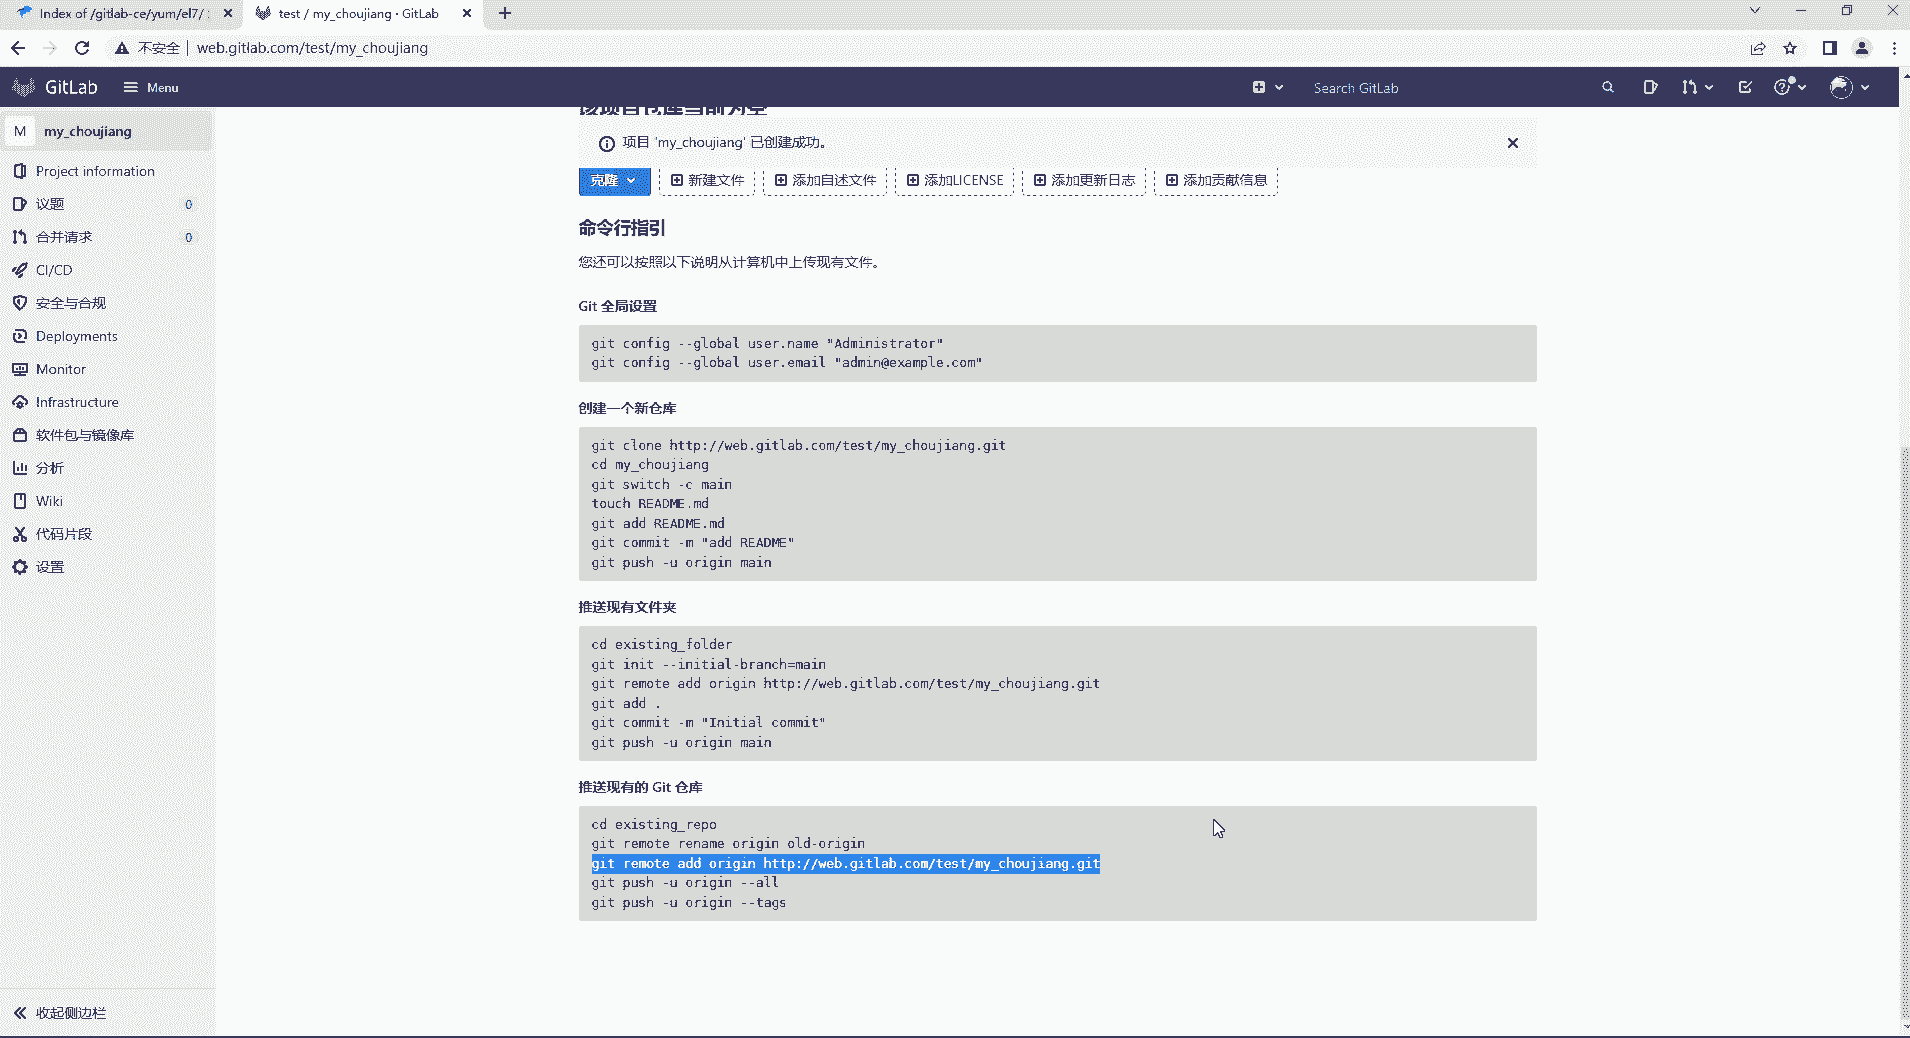 Index of /gitlab-ce/yum/el7/
test / my_choujiang · GitLab
不安全
web.gitlab.com/test/my_choujiang
GitLab
Menu
Search GitLab
M
my_choujiang
Project information
议题 0
合并请求 0
CI/CD
安全与合规
Deployments
Monitor
Infrastructure
软件包与镜像库
分析
Wiki
代码片段
设置
收起侧边栏
该项目仓库当前为空
项目 'my_choujiang' 已创建成功。
克隆
新建文件
添加自述文件
添加LICENSE
添加更新日志
添加贡献信息
命令行指引
您还可以按照以下说明从计算机中上传现有文件。
Git 全局设置
git config --global user.name "Administrator"
git config --global user.email "admin@example.com"
创建一个新仓库
git clone http://web.gitlab.com/test/my_choujiang.git
cd my_choujiang
git switch -c main
touch README.md
git add README.md
git commit -m "add README"
git push -u origin main
推送现有文件夹
cd existing_folder
git init --initial-branch=main
git remote add origin http://web.gitlab.com/test/my_choujiang.git
git add .
git commit -m "Initial commit"
git push -u origin main
推送现有的 Git 仓库
cd existing_repo
git remote rename origin old-origin
git remote add origin http://web.gitlab.com/test/my_choujiang.git
git push -u origin --all
git push -u origin --tags